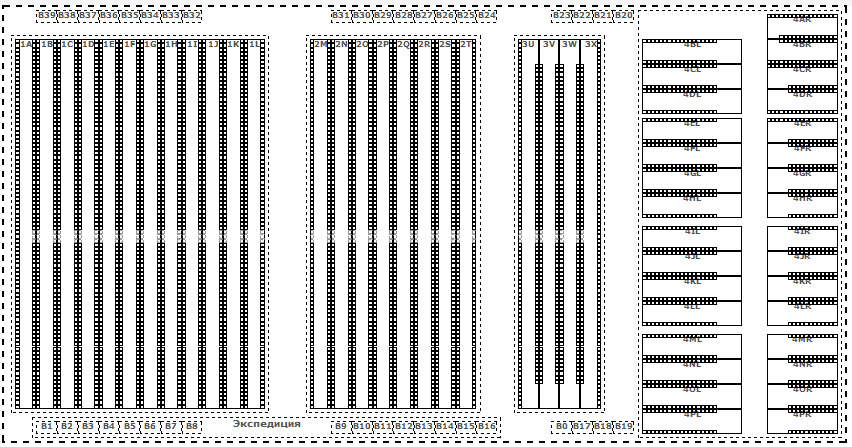 B39 B38 B37 B36 B35 B34 B33 B32 B31 B30 B29 B28 B27 B26 B25 B24 B23 B22 B21 B20
1A 1B 1C 1D 1E 1F 1G 1H 1I 1J 1K 1L 2M 2N 2O 2P 2Q 2R 2S 2T 3U 3V 3W 3X
4AR
4BL 4BR
4CL 4CR
4DL 4DR
4EL 4ER
4FL 4FR
4GL 4GR
4HL 4HR
4IL 4IR
4JL 4JR
4KL 4KR
4LL 4LR
4ML 4MR
4NL 4NR
4OL 4OR
4PL 4PR
B1 B2 B3 B4 B5 B6 B7 B8 Экспедиция B9 B10 B11 B12 B13 B14 B15 B16 B0 B17 B18 B19